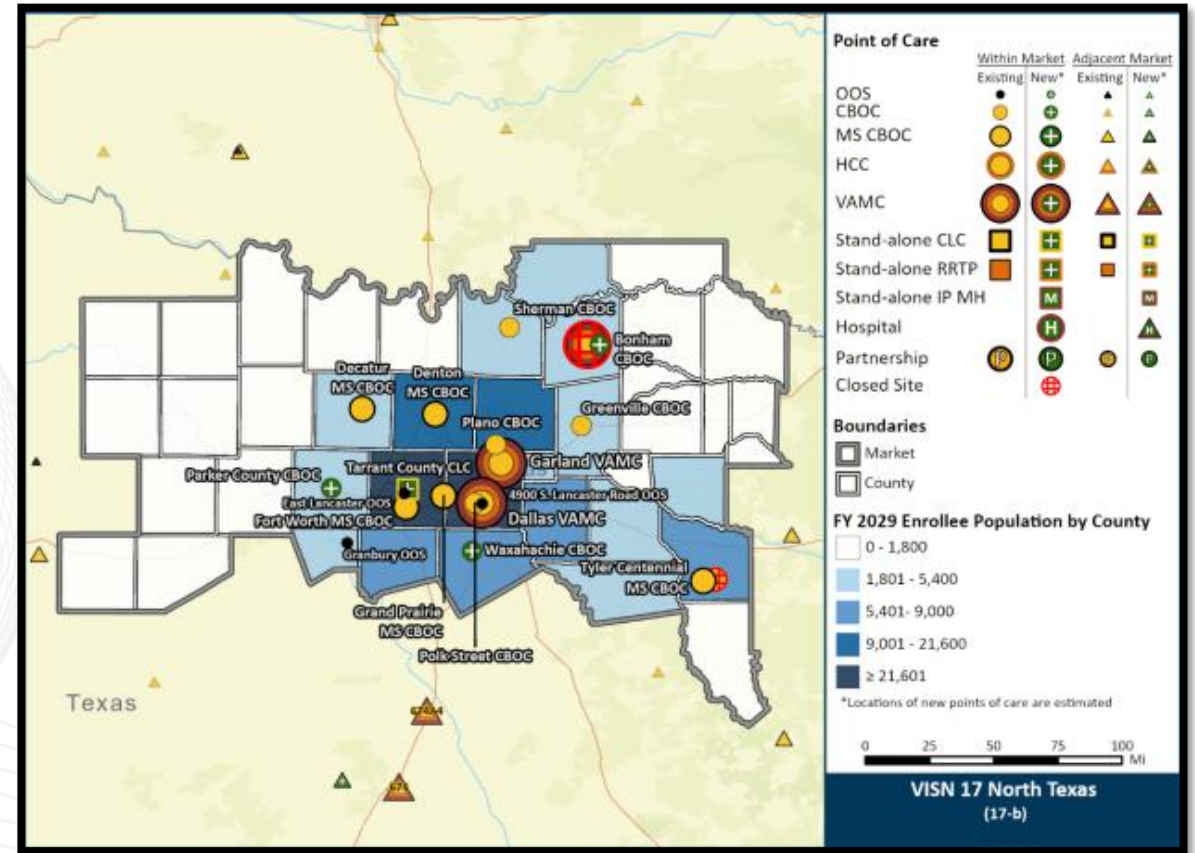 Sherman CBOC
Bonham
CBOC
Decatur
MS CBOC
Denton
MS CBOC
Greenville CBOC
Plano CBOC
Garland VAMC
Parker County CBOC
Tarrant County CLC
East Lancaster OOS
4900 S. Lancaster Road OOS
Fort Worth MS CBOC
Dallas VAMC
Granbury OOS
Waxahachie CBOC
Tyler Centennial
MS CBOC
Grand Prairie
MS CBOC
Polk Street CBOC
Texas
674
Point of Care
Within Market Adjacent Market
Existing New* Existing New*
OOS
CBOC
MS CBOC
HCC
VAMC
Stand-alone CLC
Stand-alone RRTP
Stand-alone IP MH
M M
Hospital
H H
Partnership
P P P P
Closed Site
Boundaries
Market
County
FY 2029 Enrollee Population by County
0 - 1,800
1,801 - 5,400
5,401- 9,000
9,001 - 21,600
≥ 21,601
*Locations of new points of care are estimated
0 25 50 75 100
Mi
VISN 17 North Texas
(17-b)